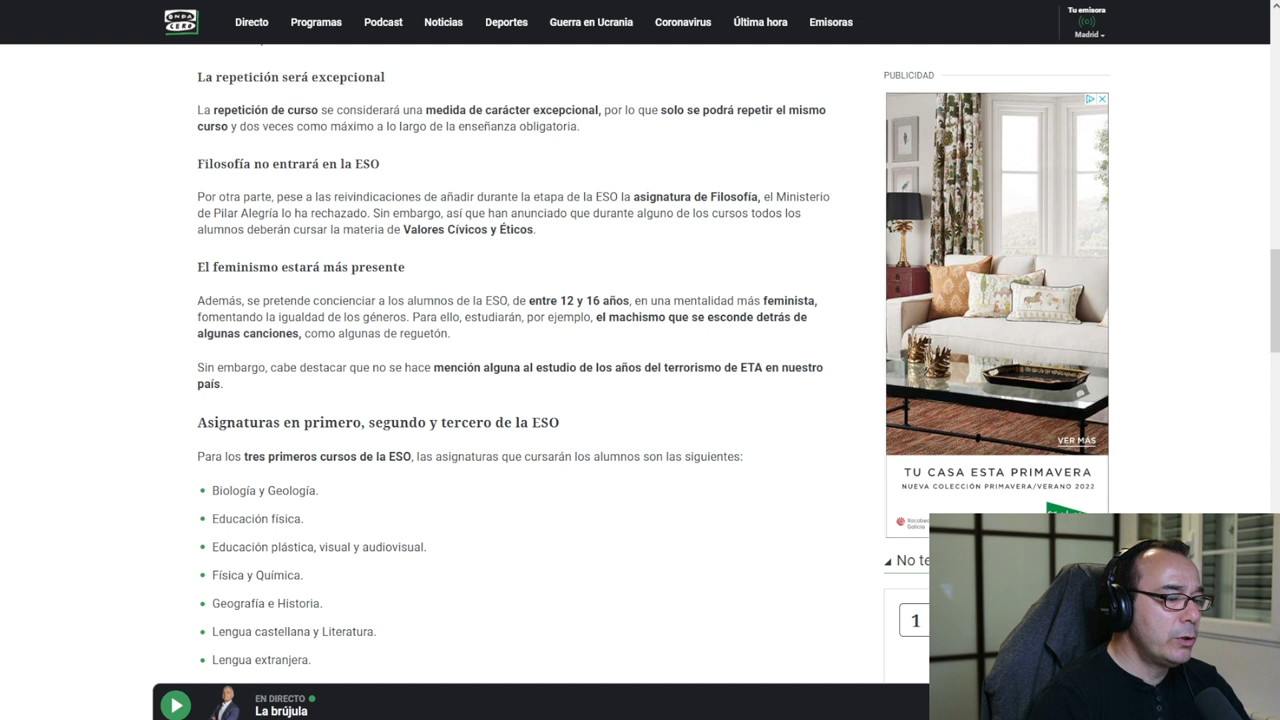 ONDA CERO
Directo Programas Podcast Noticias Deportes Guerra en Ucrania Coronavirus Última hora Emisoras
Tu emisora
Madrid
La repetición será excepcional
La repetición de curso se considerará una medida de carácter excepcional, por lo que solo se podrá repetir el mismo
curso y dos veces como máximo a lo largo de la enseñanza obligatoria.
Filosofía no entrará en la ESO
Por otra parte, pese a las reivindicaciones de añadir durante la etapa de la ESO la asignatura de Filosofía, el Ministerio
de Pilar Alegría lo ha rechazado. Sin embargo, así que han anunciado que durante alguno de los cursos todos los
alumnos deberán cursar la materia de Valores Cívicos y Éticos.
El feminismo estará más presente
Además, se pretende concienciar a los alumnos de la ESO, de entre 12 y 16 años, en una mentalidad más feminista,
fomentando la igualdad de los géneros. Para ello, estudiarán, por ejemplo, el machismo que se esconde detrás de
algunas canciones, como algunas de reguetón.
Sin embargo, cabe destacar que no se hace mención alguna al estudio de los años del terrorismo de ETA en nuestro
país.
Asignaturas en primero, segundo y tercero de la ESO
Para los tres primeros cursos de la ESO, las asignaturas que cursarán los alumnos son las siguientes:
• Biología y Geología.
• Educación física.
• Educación plástica, visual y audiovisual.
• Física y Química.
• Geografía e Historia.
• Lengua castellana y Literatura.
• Lengua extranjera.
PUBLICIDAD
VER MÁS
TU CASA ESTA PRIMAVERA
NUEVA COLECCIÓN PRIMAVERA/VERANO 2022
Xacobeo
Galicia
No te
1
EN DIRECTO
La brújula